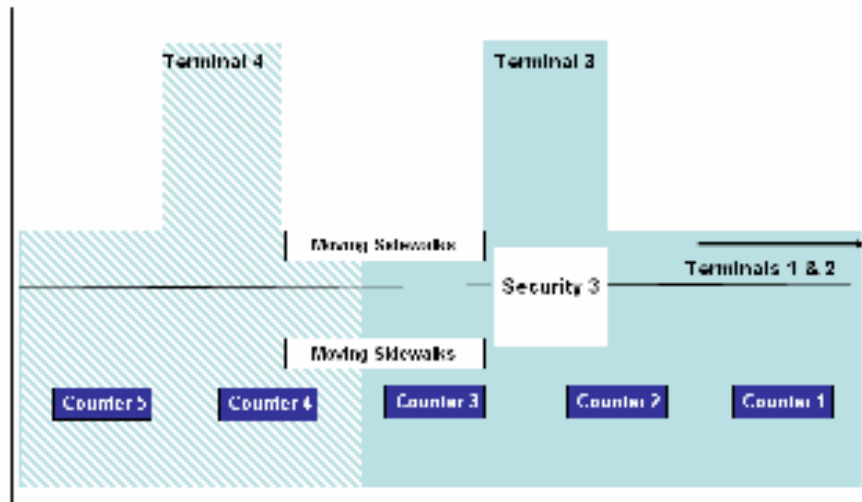 Terminal 4
Terminal 3
Moving Sidewalks
Terminals 1 & 2
Security 3
Moving Sidewalks
Counter 5
Counter 4
Counter 3
Counter 2
Counter 1